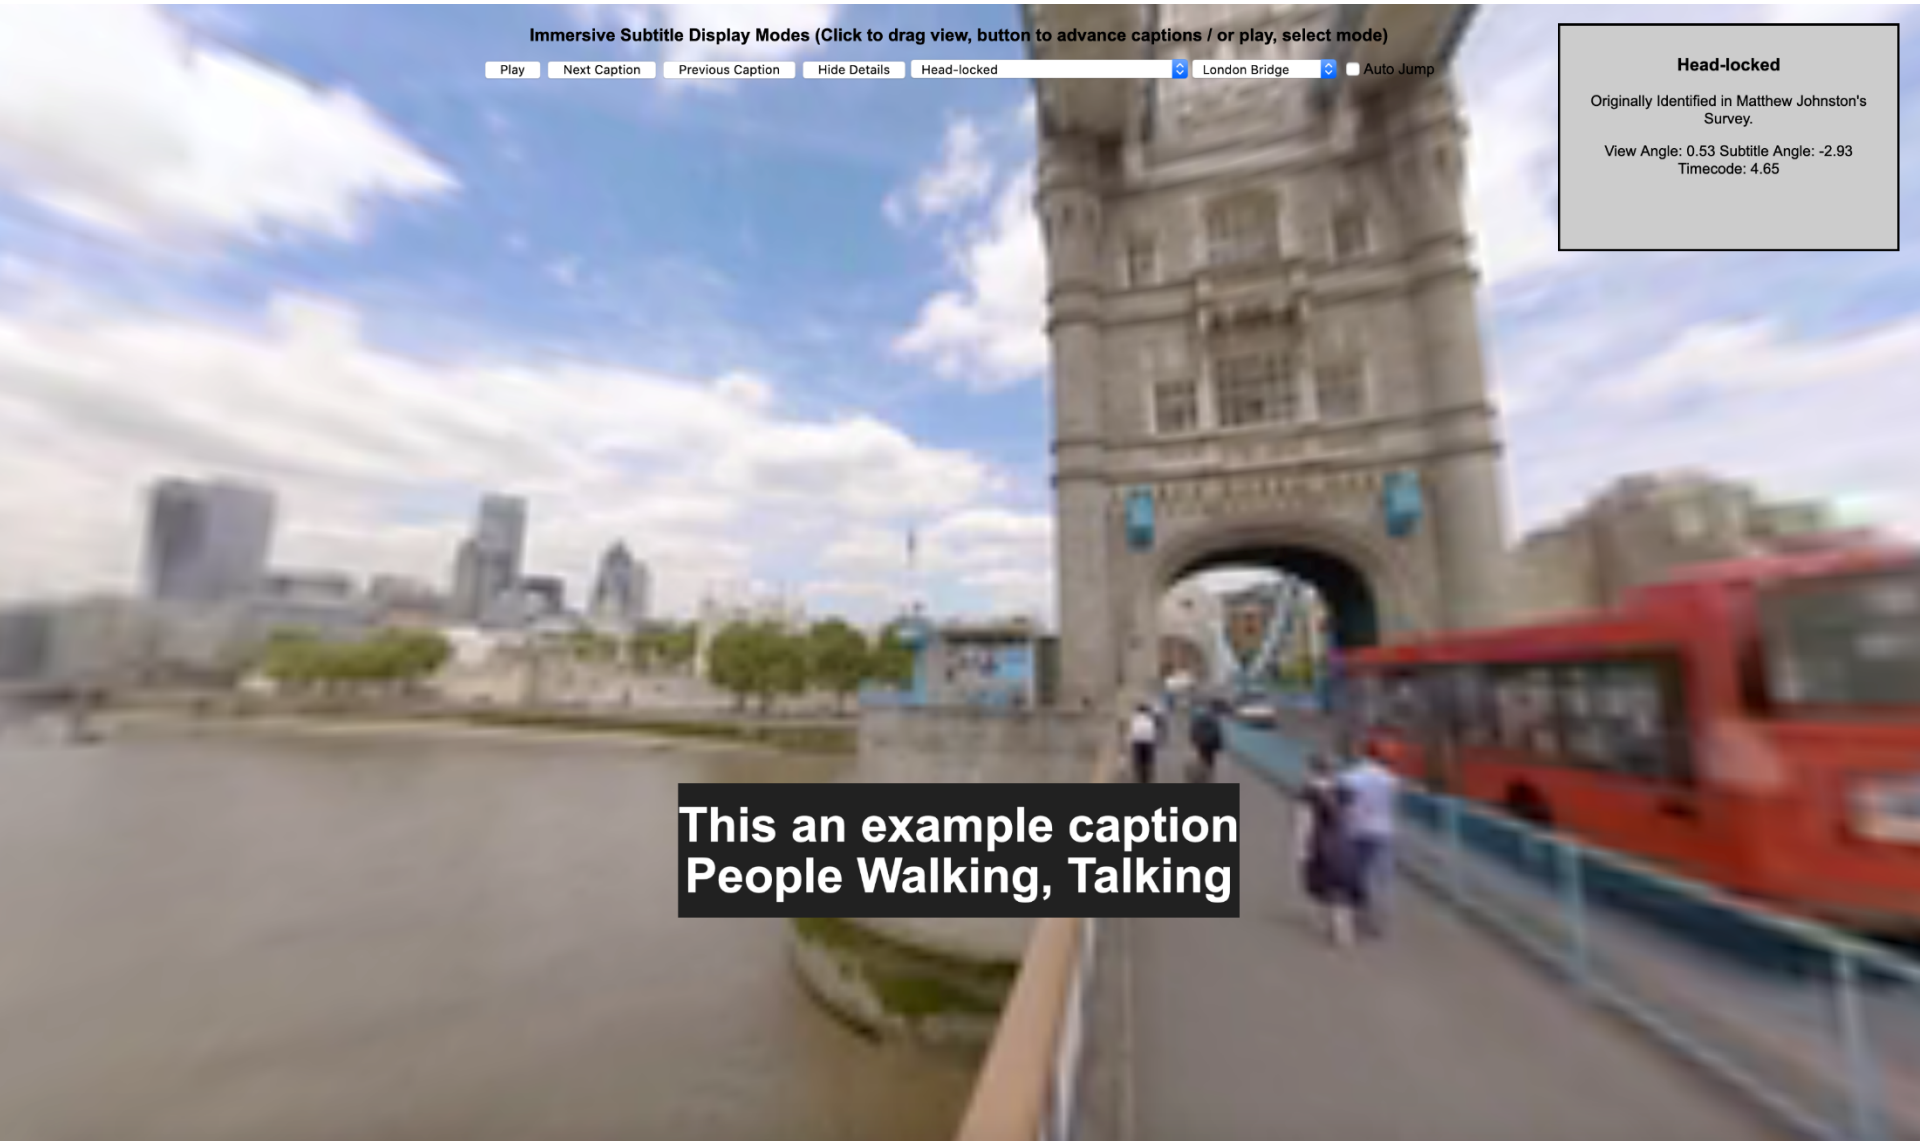 Immersive Subtitle Display Modes (Click to drag view, button to advance captions / or play, select mode)
Play Next Caption Previous Caption Hide Details Head-locked London Bridge Auto Jump
Head-locked
Originally Identified in Matthew Johnston's
Survey.
View Angle: 0.53 Subtitle Angle: -2.93
Timecode: 4.65
This an example caption
People Walking, Talking